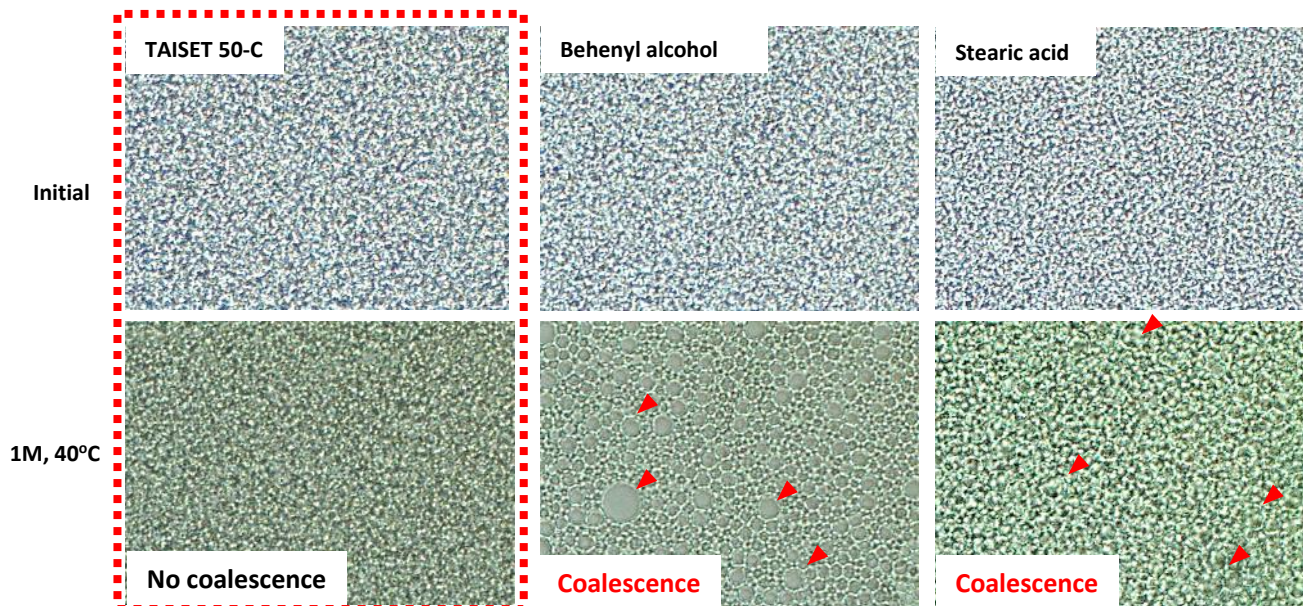 TAISET 50-C
Behenyl alcohol
Stearic acid
Initial
1M, 40°C
No coalescence
Coalescence
Coalescence